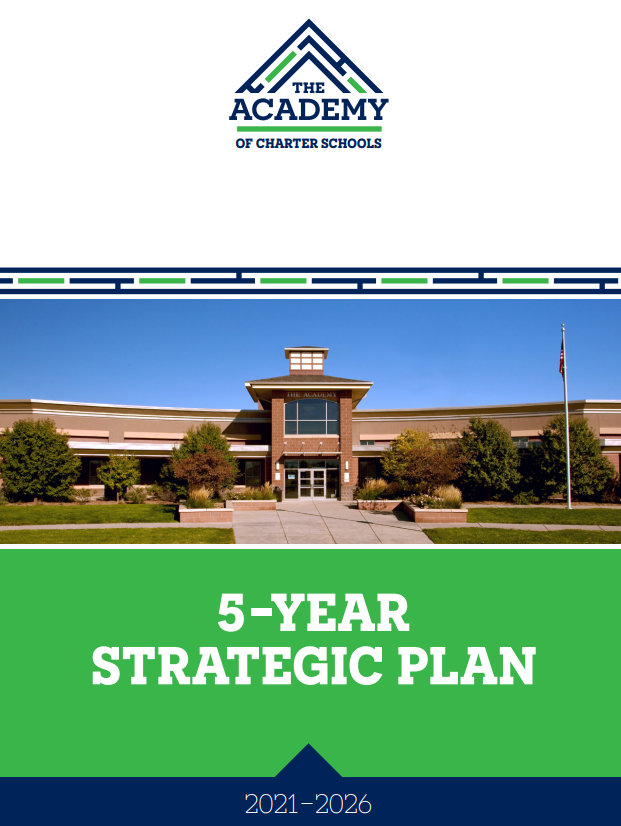 THE
ACADEMY
OF CHARTER SCHOOLS
THE ACADEMY
5-YEAR
STRATEGIC PLAN
2021-2026